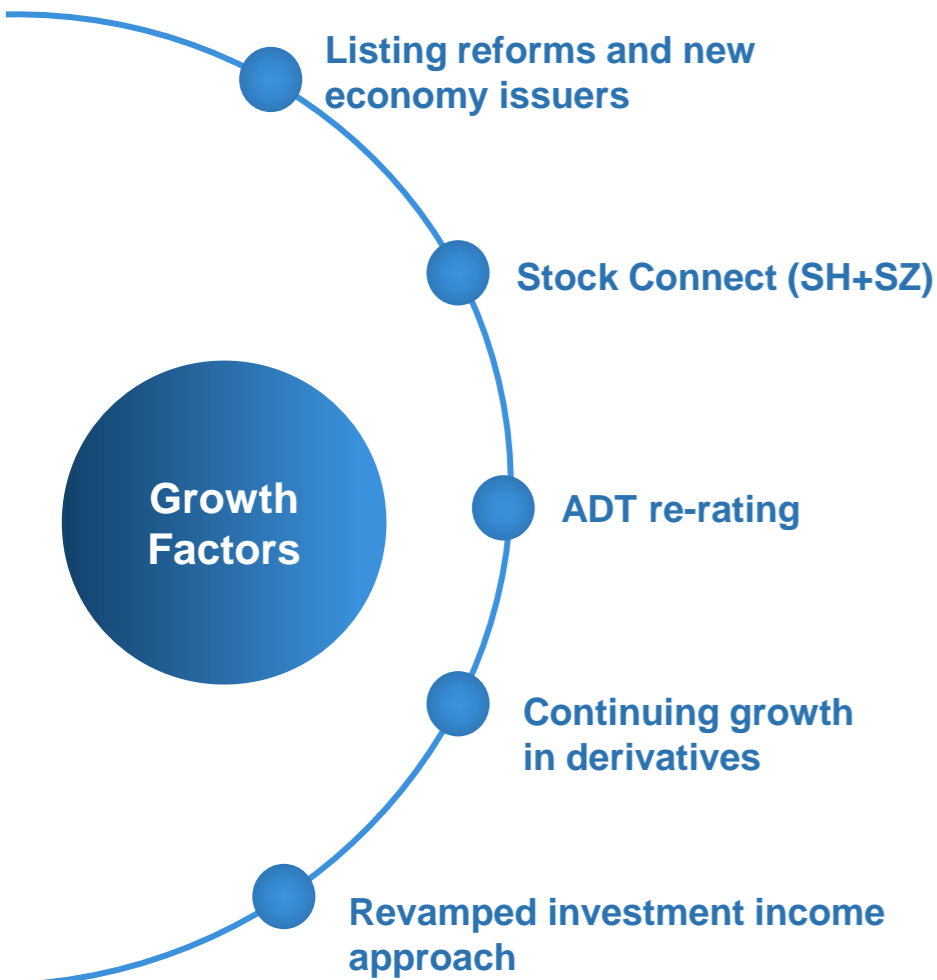 Listing reforms and new
economy issuers
Stock Connect (SH+SZ)
Growth
Factors
ADT re-rating
Continuing growth
in derivatives
Revamped investment income
approach